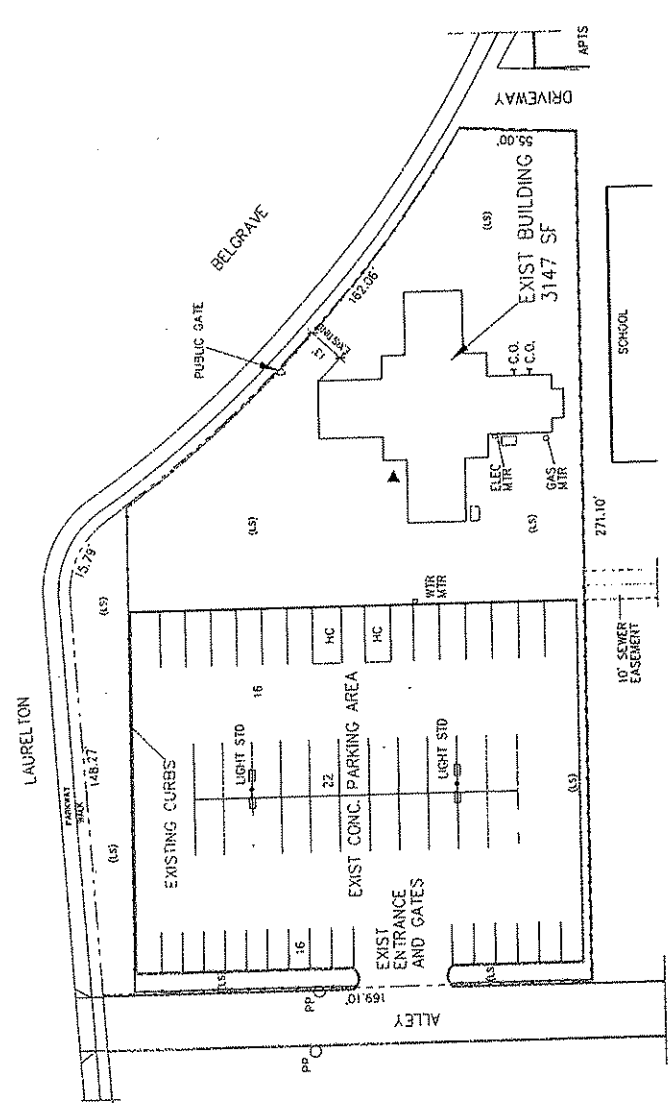 LAURELTON
PARKWAY
WALK
148.27'
15.79'
BELGRAVE
PUBLIC GATE
162.06'
13'
EXISTING
DRIVEWAY
APTS
55.00'
(LS)
(LS)
(LS)
(LS)
(LS)
(LS)
(LS)
(LS)
EXIST BUILDING
3147 SF
C.O.
C.O.
ELEC
MTR
GAS
MTR
SCHOOL
271.10'
WTR
MTR
10' SEWER
EASEMENT
HC
HC
16
EXISTING CURBS
LIGHT STD
22
LIGHT STD
EXIST CONC. PARKING AREA
16
EXIST
ENTRANCE
AND GATES
169.10'
ALLEY
PP
PP